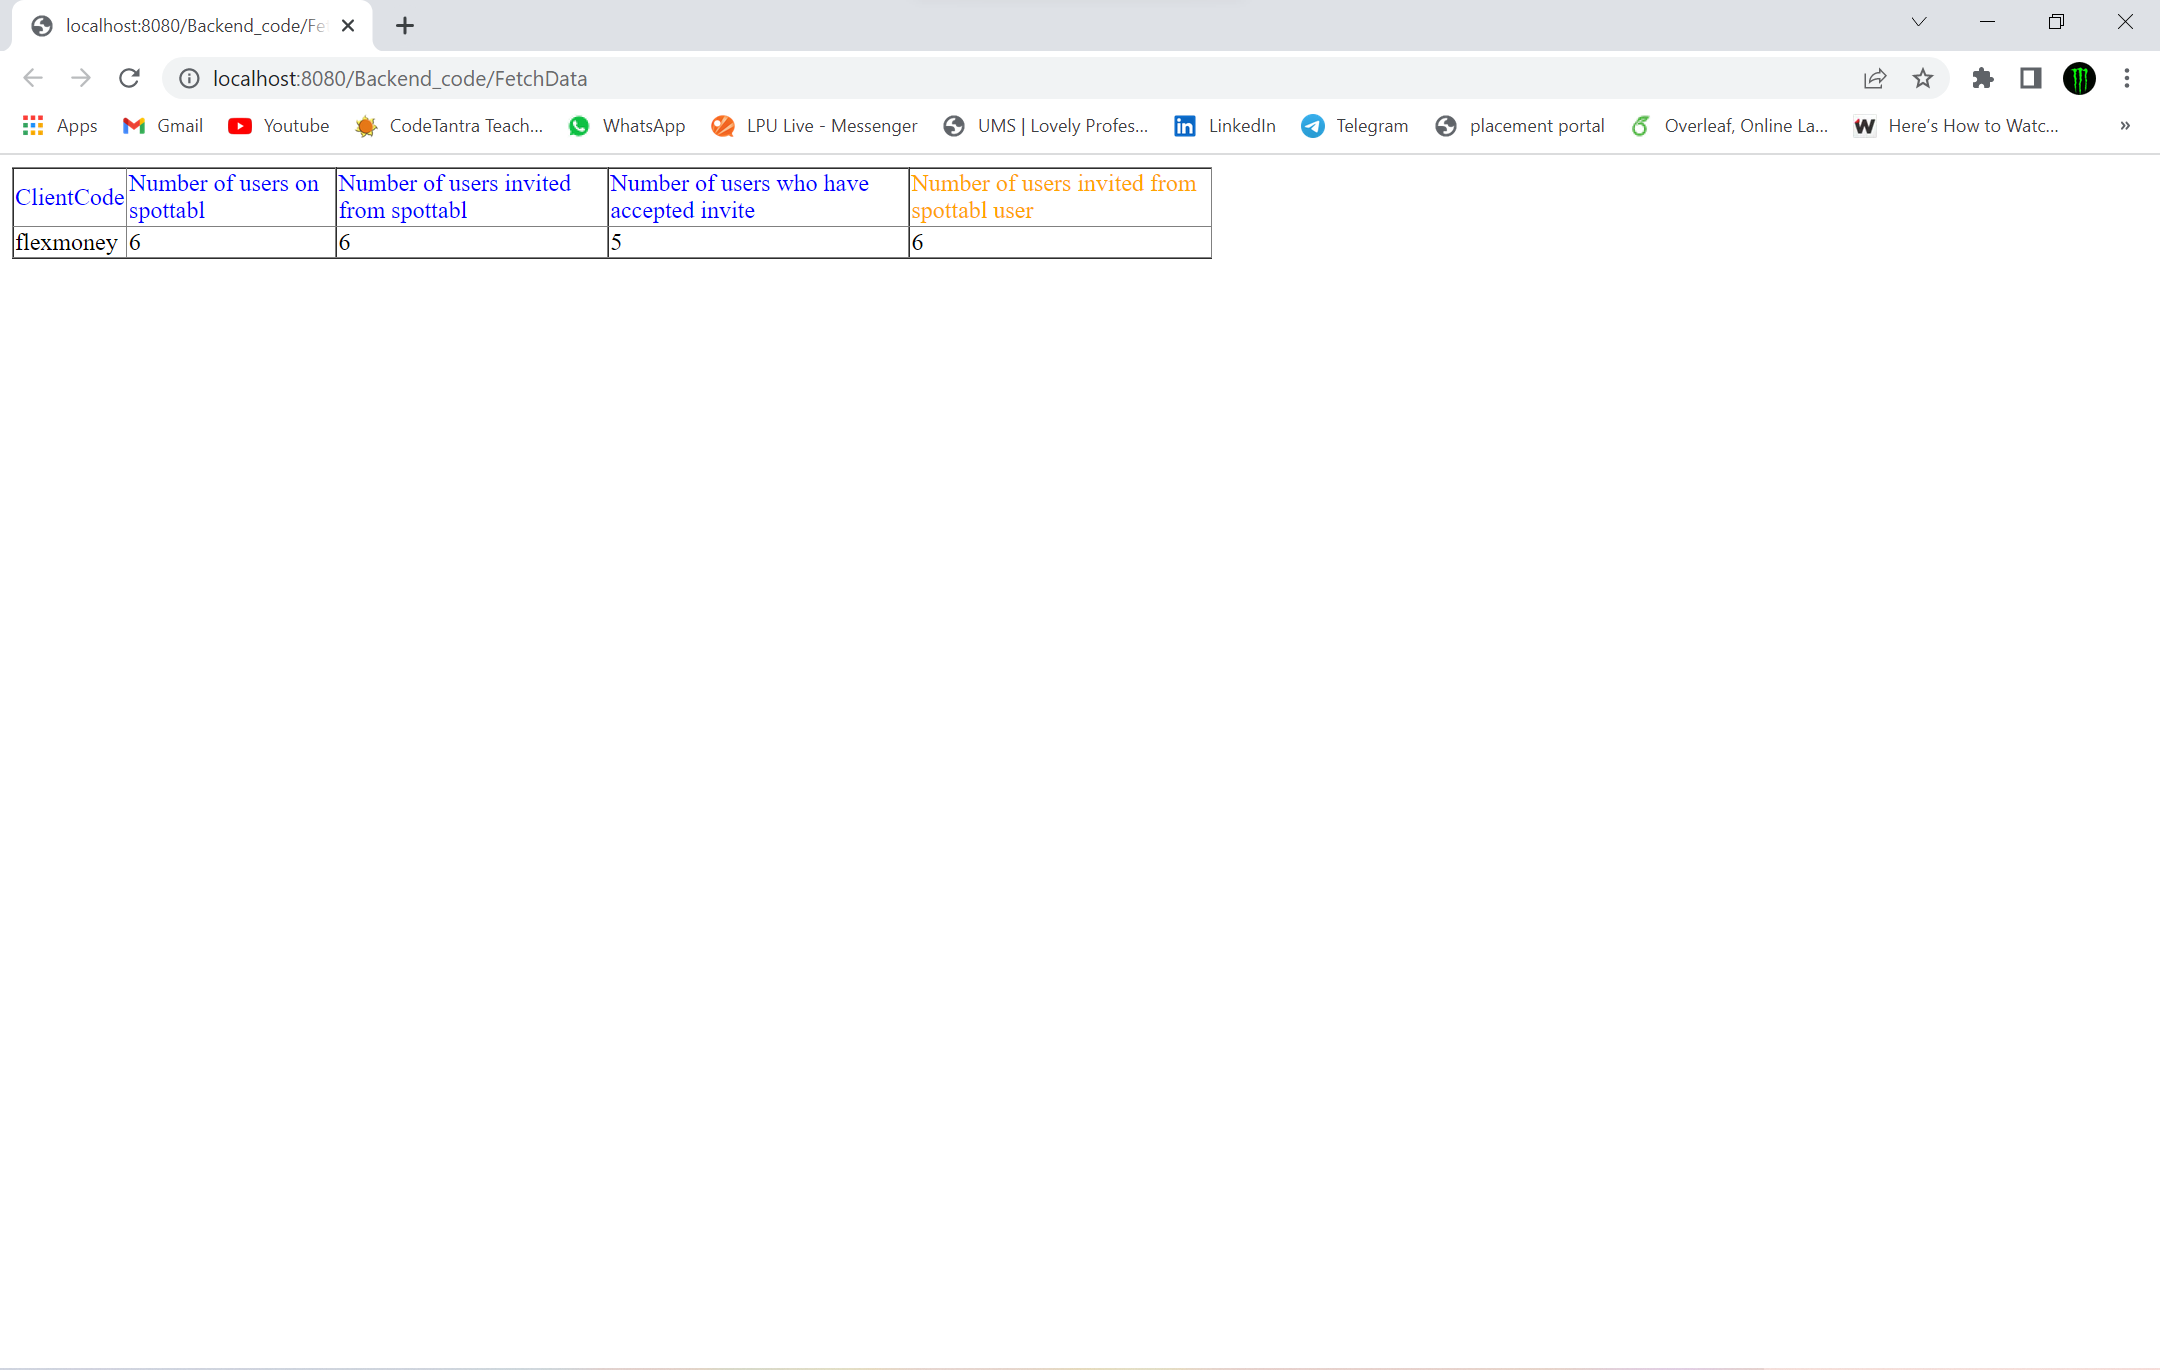 localhost:8080/Backend_code/Fe
localhost:8080/Backend_code/FetchData
Apps Gmail Youtube CodeTantra Teach... WhatsApp LPU Live - Messenger UMS | Lovely Profes... LinkedIn Telegram placement portal Overleaf, Online La... Here's How to Watc... »
ClientCode Number of users on spottabl Number of users invited from spottabl Number of users who have accepted invite Number of users invited from spottabl user
flexmoney 6 6 5 6